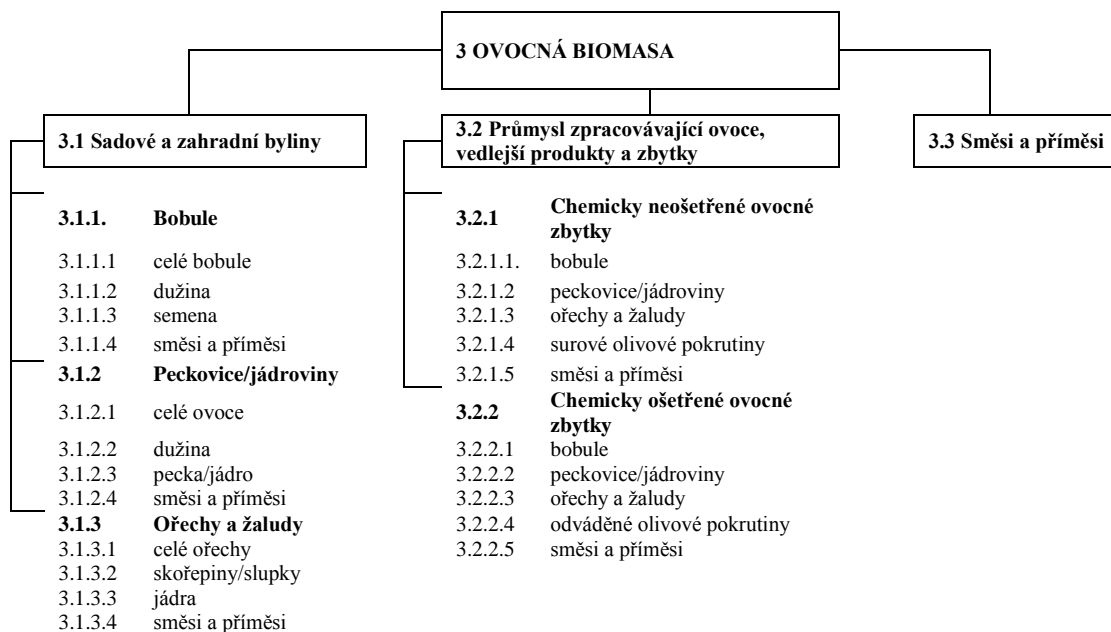 3 OVOCNÁ BIOMASA
3.1 Sadové a zahradní byliny
3.1.1. Bobule
3.1.1.1 celé bobule
3.1.1.2 dužina
3.1.1.3 semena
3.1.1.4 směsi a příměsi
3.1.2 Peckovice/jádroviny
3.1.2.1 celé ovoce
3.1.2.2 dužina
3.1.2.3 pecka/jádro
3.1.2.4 směsi a příměsi
3.1.3 Ořechy a žaludy
3.1.3.1 celé ořechy
3.1.3.2 skořepiny/slupky
3.1.3.3 jádra
3.1.3.4 směsi a příměsi
3.2 Průmysl zpracovávající ovoce,
vedlejší produkty a zbytky
3.2.1 Chemicky neošetřené ovocné
zbytky
3.2.1.1. bobule
3.2.1.2 peckovice/jádroviny
3.2.1.3 ořechy a žaludy
3.2.1.4 surové olivové pokrutiny
3.2.1.5 směsi a příměsi
3.2.2 Chemicky ošetřené ovocné
zbytky
3.2.2.1 bobule
3.2.2.2 peckovice/jádroviny
3.2.2.3 ořechy a žaludy
3.2.2.4 odváděné olivové pokrutiny
3.2.2.5 směsi a příměsi
3.3 Směsi a příměsi